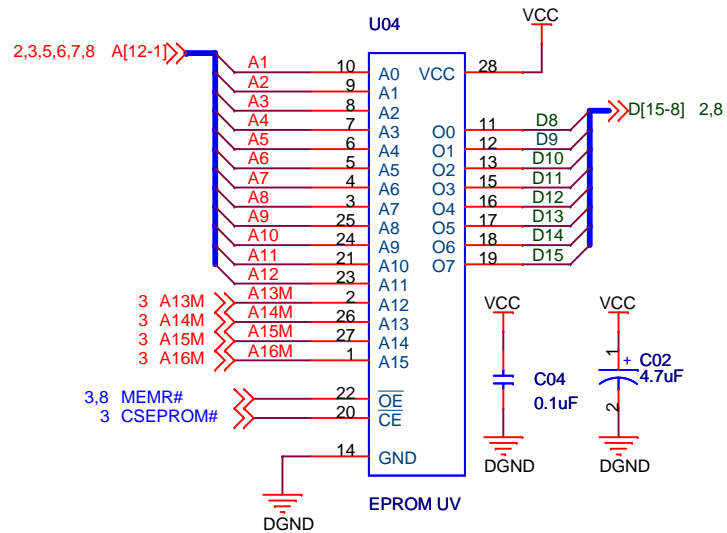 U04
VCC
2,3,5,6,7,8 A[12-1]
A1 10 A0 VCC 28
A2 9 A1
A3 8 A2
A4 7 A3 O0 11 D8 D[15-8] 2,8
A5 6 A4 O1 12 D9
A6 5 A5 O2 13 D10
A7 4 A6 O3 15 D11
A8 3 A7 O4 16 D12
A9 25 A8 O5 17 D13
A10 24 A9 O6 18 D14
A11 21 A10 O7 19 D15
A12 23 A11
3 A13M A13M 2 A12
3 A14M A14M 26 A13
3 A15M A15M 27 A14
3 A16M A16M 1 A15
VCC VCC
1
C04 + C02
0.1uF 4.7uF
2
3,8 MEMR# 22 OE
3 CSEPROM# 20 CE
14 GND
DGND DGND
EPROM UV
DGND